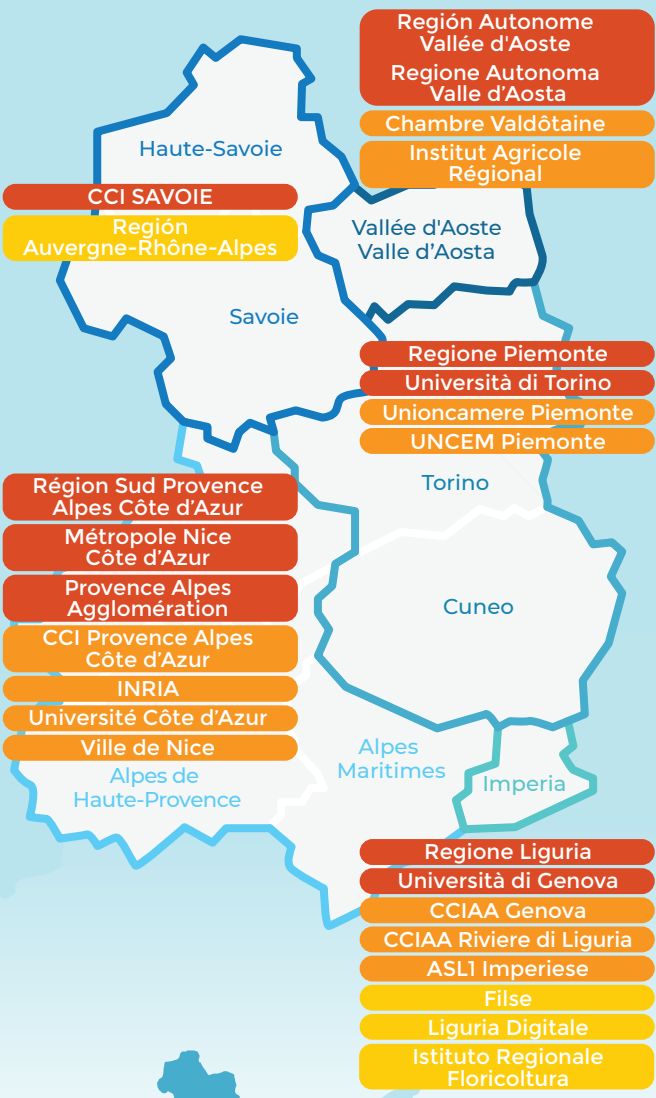 Región Autonome
Vallée d'Aoste
Regione Autonoma
Valle d'Aosta
Chambre Valdôtaine
Institut Agricole
Régional
Haute-Savoie
CCI SAVOIE
Región
Auvergne-Rhône-Alpes
Vallée d'Aoste
Valle d'Aosta
Savoie
Regione Piemonte
Università di Torino
Unioncamere Piemonte
UNCEM Piemonte
Torino
Région Sud Provence
Alpes Côte d'Azur
Métropole Nice
Côte d'Azur
Provence Alpes
Agglomération
CCI Provence Alpes
Côte d'Azur
INRIA
Université Côte d'Azur
Ville de Nice
Cuneo
Alpes de
Haute-Provence
Alpes
Maritimes
Imperia
Regione Liguria
Università di Genova
CCIAA Genova
CCIAA Riviere di Liguria
ASL1 Imperiese
Filse
Liguria Digitale
Istituto Regionale
Floricoltura